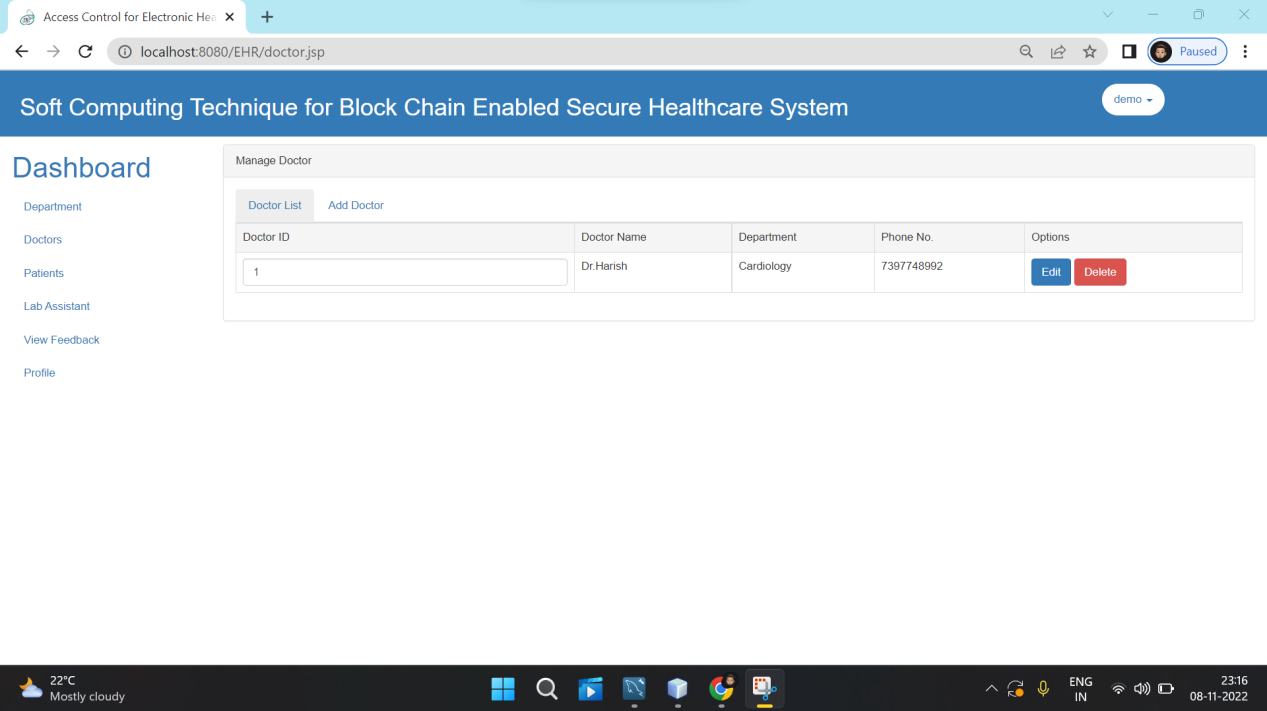 Access Control for Electronic Hea
localhost:8080/EHR/doctor.jsp
Paused
Soft Computing Technique for Block Chain Enabled Secure Healthcare System
demo
Dashboard
Department
Doctors
Patients
Lab Assistant
View Feedback
Profile
Manage Doctor
Doctor List Add Doctor
Doctor ID Doctor Name Department Phone No. Options
1 Dr.Harish Cardiology 7397748992 Edit Delete
22°C
Mostly cloudy
ENG
IN
23:16
08-11-2022